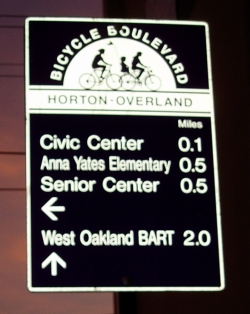 BICYCLE BOULEVARD
HORTON-OVERLAND
Miles
Civic Center 0.1
Anna Yates Elementary 0.5
Senior Center 0.5
←
West Oakland BART 2.0
↑